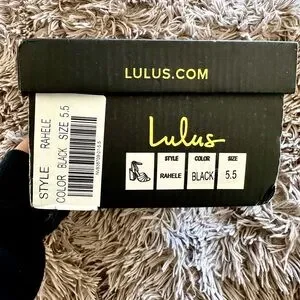 LULUS.COM
Lulus
STYLE COLOR SIZE
RAHELE BLACK 5.5
STYLE RAHELE
COLOR BLACK SIZE 5.5